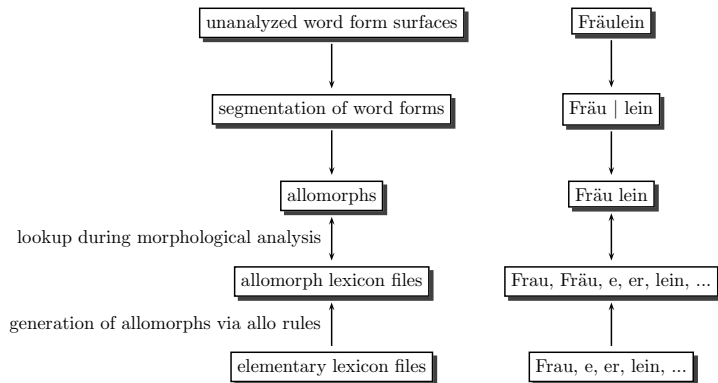 unanalyzed word form surfaces
Fräulein
segmentation of word forms
Fräu | lein
allomorphs
Fräu lein
lookup during morphological analysis
allomorph lexicon files
Frau, Fräu, e, er, lein, ...
generation of allomorphs via allo rules
elementary lexicon files
Frau, e, er, lein, ...